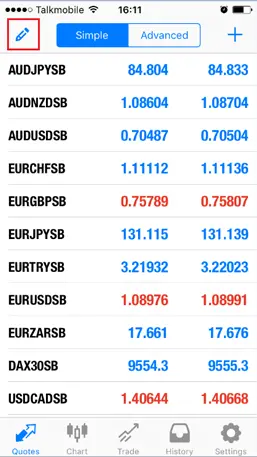 Talkmobile 16:11
Simple Advanced
AUDJPYSB 84.804 84.833
AUDNZDSB 1.08604 1.08704
AUDUSDSB 0.70487 0.70504
EURCHFSB 1.11112 1.11136
EURGBPSB 0.75789 0.75807
EURJPYSB 131.115 131.139
EURTRYSB 3.21932 3.22023
EURUSDSB 1.08976 1.08991
EURZARSB 17.661 17.676
DAX30SB 9554.3 9555.3
USDCADSB 1.40644 1.40668
Quotes Chart Trade History Settings